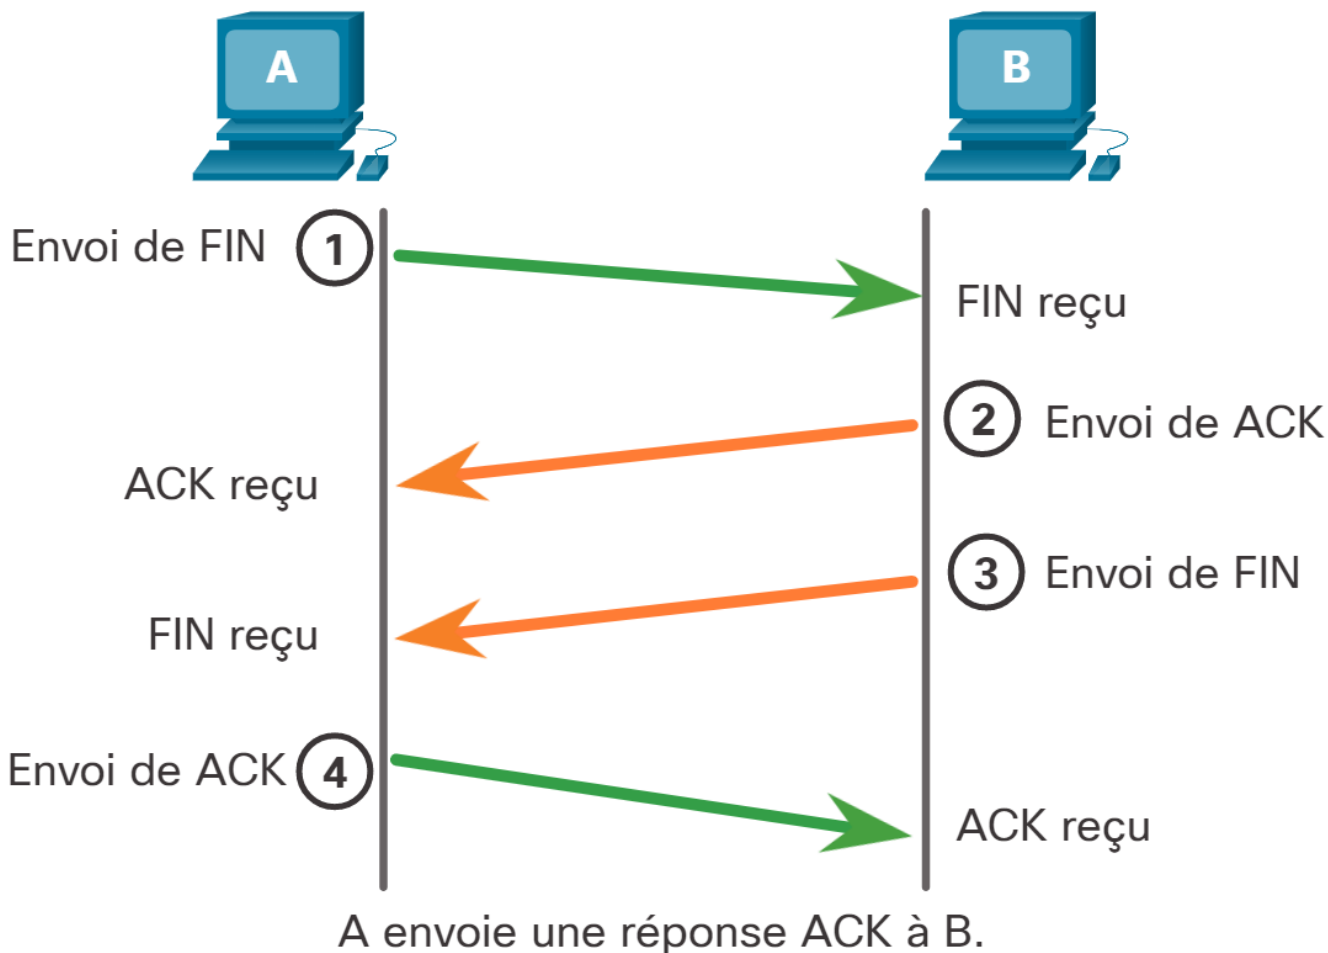 A
B
Envoi de FIN 1
FIN reçu
2 Envoi de ACK
ACK reçu
3 Envoi de FIN
FIN reçu
Envoi de ACK 4
ACK reçu
A envoie une réponse ACK à B.